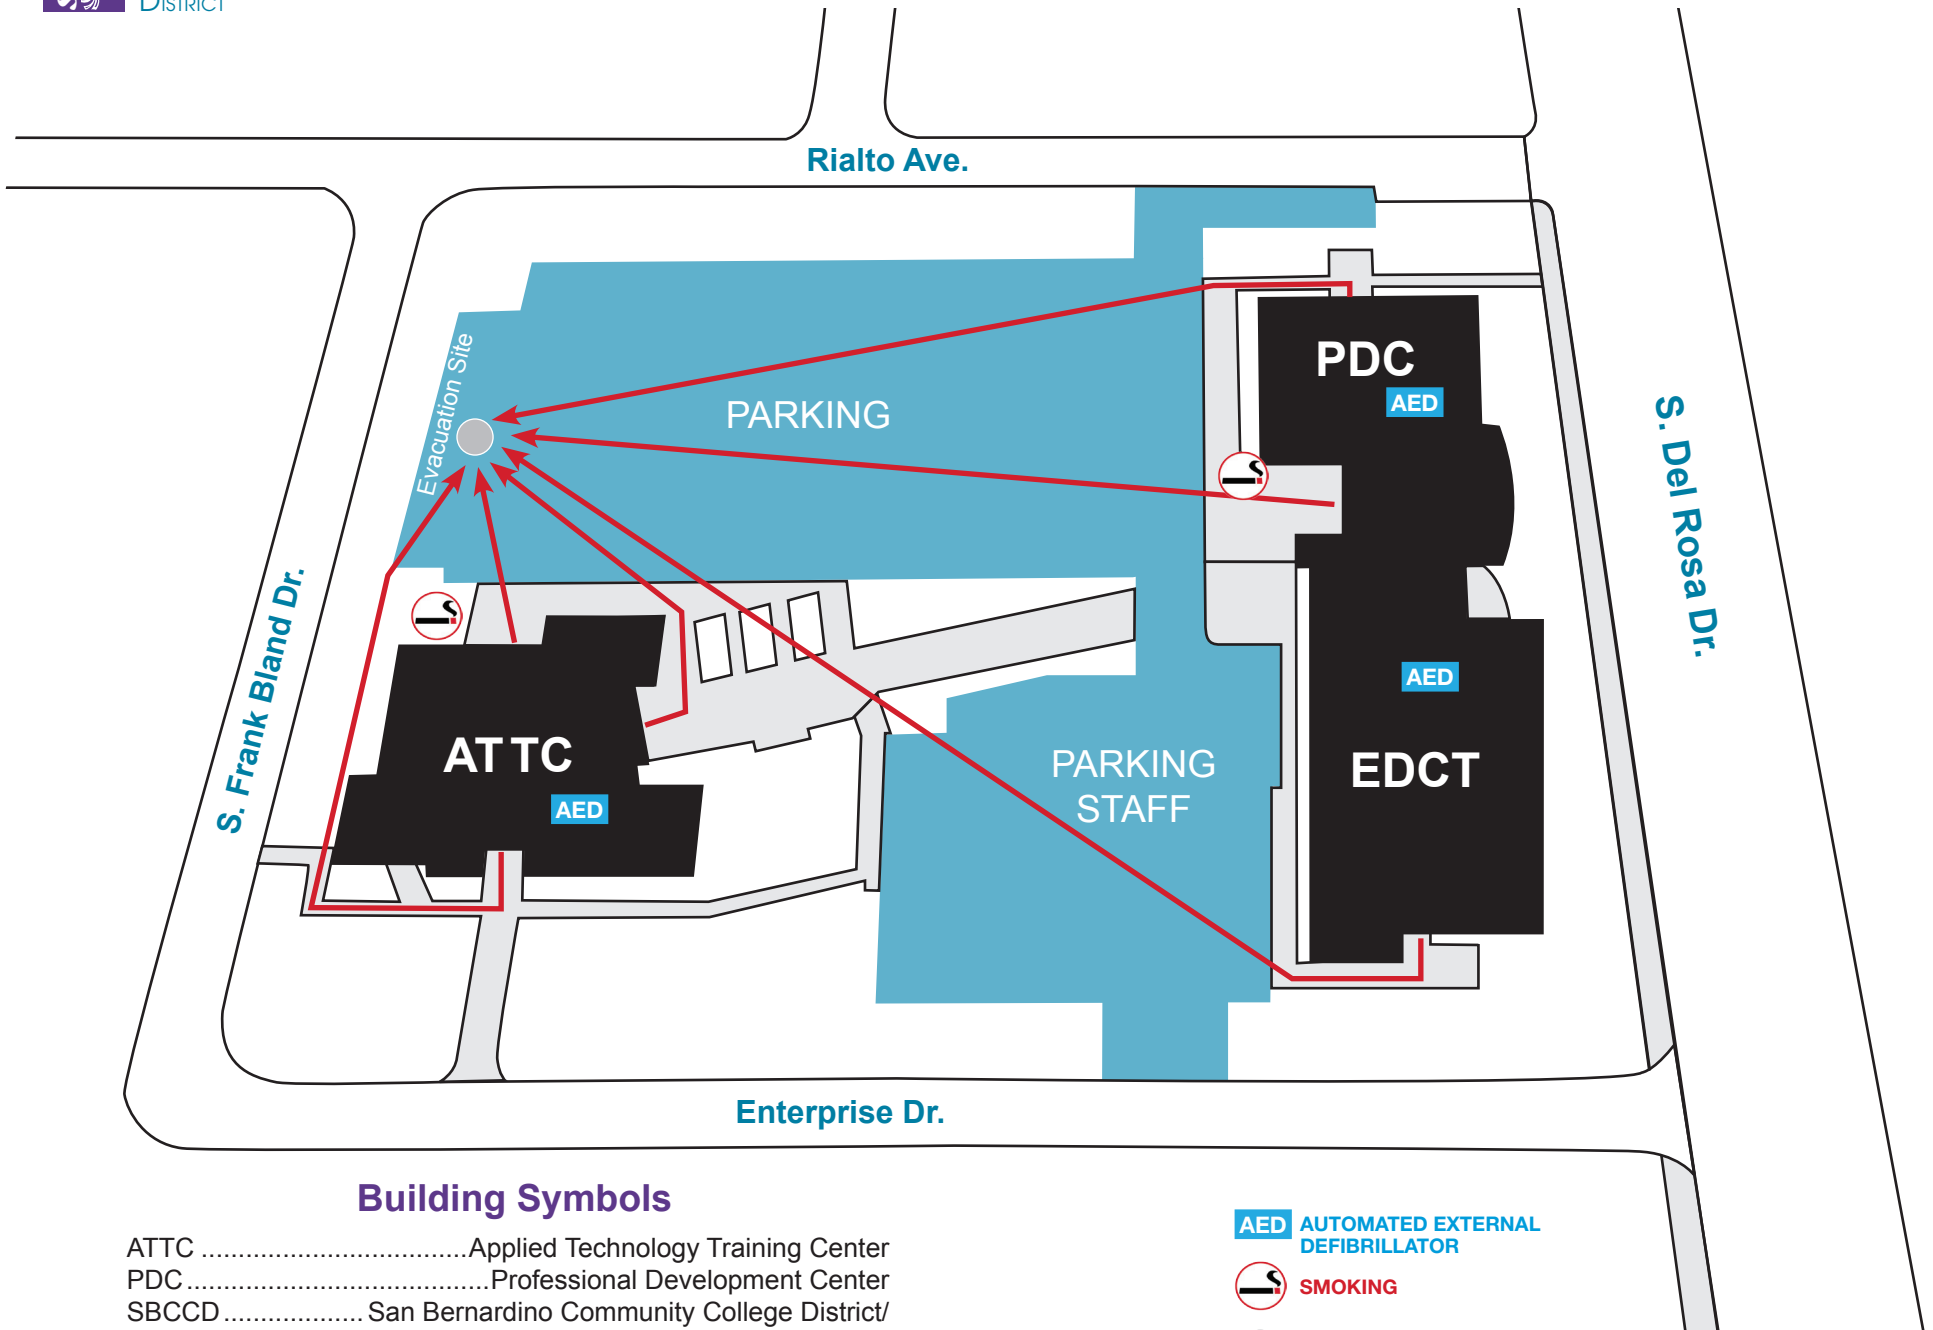 DISTRICT
Rialto Ave.
PDC
AED
Evacuation Site
PARKING
S. Del Rosa Dr.
S. Frank Bland Dr.
AED
ATTC
AED
PARKING
STAFF
EDCT
Enterprise Dr.
Building Symbols
ATTC ....................................Applied Technology Training Center
PDC.........................................Professional Development Center
SBCCD................... San Bernardino Community College District/
AED AUTOMATED EXTERNAL
DEFIBRILLATOR
SMOKING